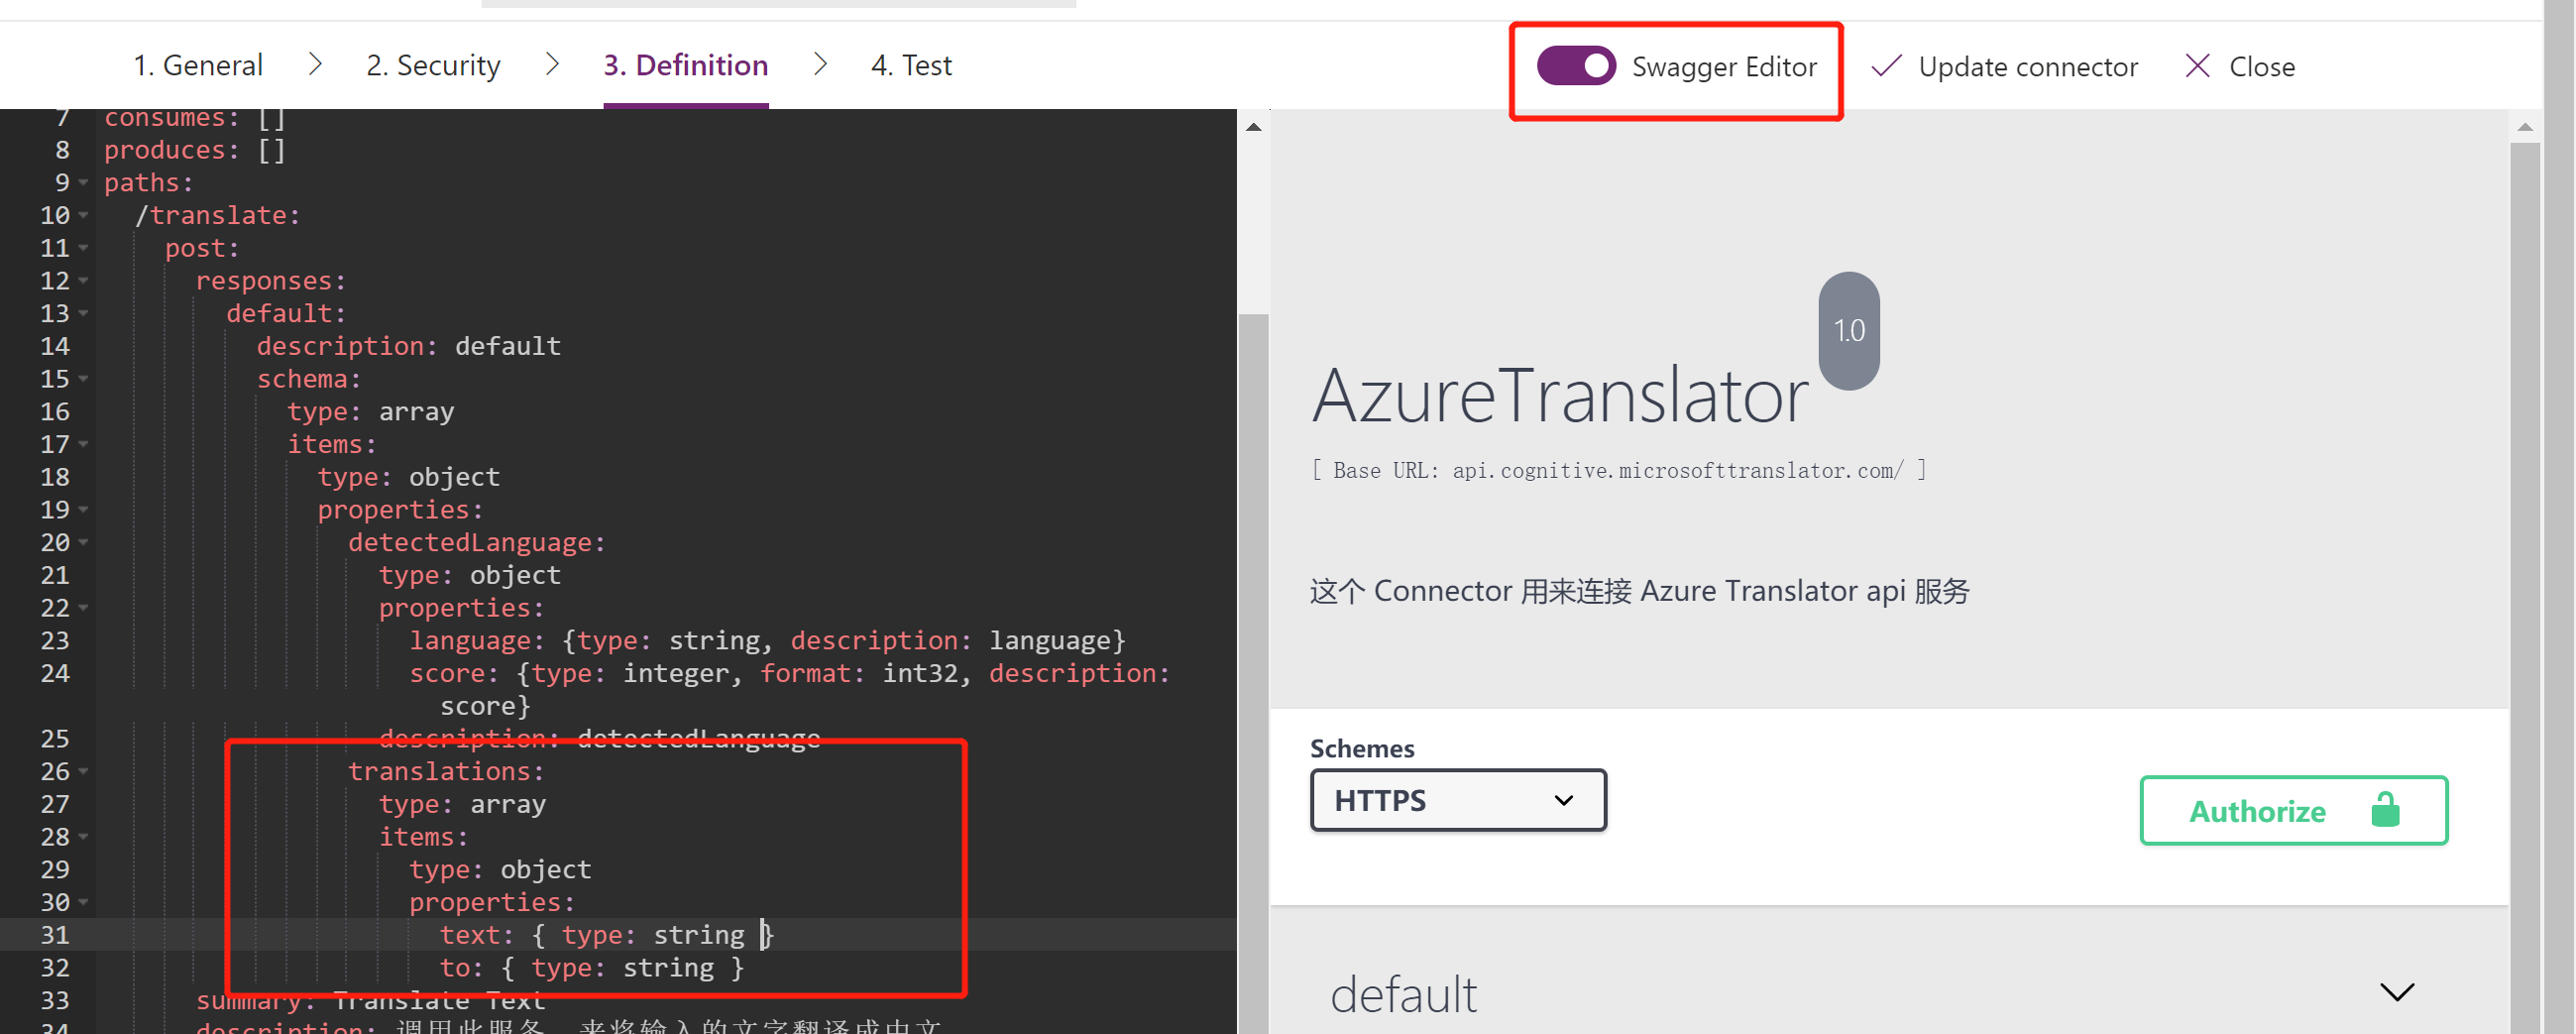 1. General
2. Security
3. Definition
4. Test
Swagger Editor
Update connector
Close
7 consumes: []
8 produces: []
9 paths:
10 /translate:
11 post:
12 responses:
13 default:
14 description: default
15 schema:
16 type: array
17 items:
18 type: object
19 properties:
20 detectedLanguage:
21 type: object
22 properties:
23 language: {type: string, description: language}
24 score: {type: integer, format: int32, description:
score}
25 description: detectedLanguage
26 translations:
27 type: array
28 items:
29 type: object
30 properties:
31 text: { type: string }
32 to: { type: string }
33 summary: Translate Text
34 description: 调用此服务，来将输入的文字翻译成中文
AzureTranslator
1.0
[ Base URL: api.cognitive.microsofttranslator.com/ ]
这个 Connector 用来连接 Azure Translator api 服务
Schemes
HTTPS
Authorize
default